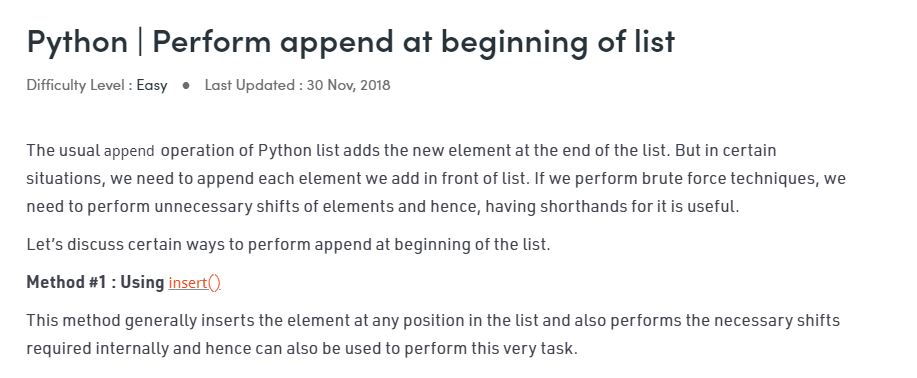 Python | Perform append at beginning of list
Difficulty Level : Easy ● Last Updated : 30 Nov, 2018
The usual append operation of Python list adds the new element at the end of the list. But in certain
situations, we need to append each element we add in front of list. If we perform brute force techniques, we
need to perform unnecessary shifts of elements and hence, having shorthands for it is useful.
Let’s discuss certain ways to perform append at beginning of the list.
Method #1 : Using insert()
This method generally inserts the element at any position in the list and also performs the necessary shifts
required internally and hence can also be used to perform this very task.